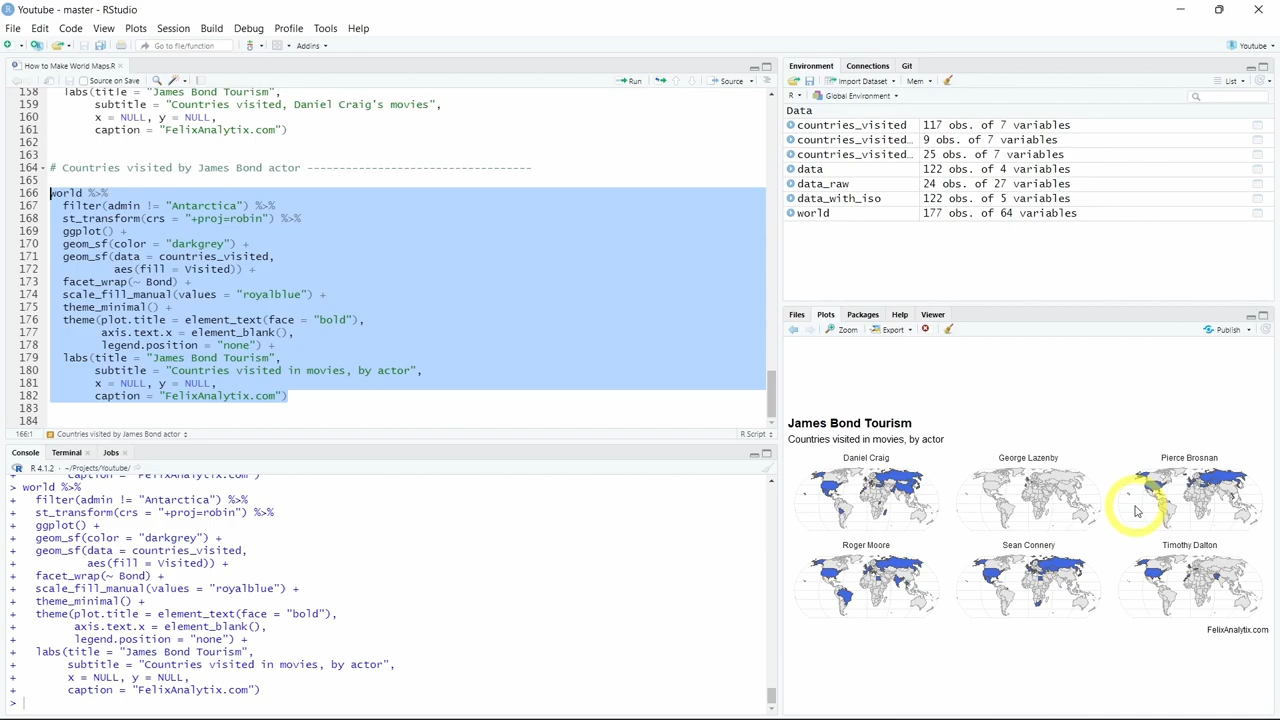 Youtube - master - RStudio
File Edit Code View Plots Session Build Debug Profile Tools Help
Go to file/function Addins Youtube
How to Make World Maps.R
Source on Save Run Source
158 labs(title = "James Bond Tourism",
159 subtitle = "Countries visited, Daniel Craig's movies",
160 x = NULL, y = NULL,
161 caption = "FelixAnalytix.com")
162
163
164 # Countries visited by James Bond actor ------------------------------------
165
166 world %>%
167 filter(admin != "Antarctica") %>%
168 st_transform(crs = "+proj=robin") %>%
169 ggplot() +
170 geom_sf(color = "darkgrey") +
171 geom_sf(data = countries_visited,
172 aes(fill = Visited)) +
173 facet_wrap(~ Bond) +
174 scale_fill_manual(values = "royalblue") +
175 theme_minimal() +
176 theme(plot.title = element_text(face = "bold"),
177 axis.text.x = element_blank(),
178 legend.position = "none") +
179 labs(title = "James Bond Tourism",
180 subtitle = "Countries visited in movies, by actor",
181 x = NULL, y = NULL,
182 caption = "FelixAnalytix.com")
183
184
166:1 Countries visited by James Bond actor R Script
Console Terminal Jobs
R 4.1.2 · ~/Projects/Youtube/
+ caption = "FelixAnalytix.com")
> world %>%
+ filter(admin != "Antarctica") %>%
+ st_transform(crs = "+proj=robin") %>%
+ ggplot() +
+ geom_sf(color = "darkgrey") +
+ geom_sf(data = countries_visited,
+ aes(fill = Visited)) +
+ facet_wrap(~ Bond) +
+ scale_fill_manual(values = "royalblue") +
+ theme_minimal() +
+ theme(plot.title = element_text(face = "bold"),
+ axis.text.x = element_blank(),
+ legend.position = "none") +
+ labs(title = "James Bond Tourism",
+ subtitle = "Countries visited in movies, by actor",
+ x = NULL, y = NULL,
+ caption = "FelixAnalytix.com")
>
Environment Connections Git
Import Dataset Mem List
R Global Environment
Data
countries_visited 117 obs. of 7 variables
countries_visited… 9 obs. of 7 variables
countries_visited… 25 obs. of 7 variables
data 122 obs. of 4 variables
data_raw 24 obs. of 27 variables
data_with_iso 122 obs. of 5 variables
world 177 obs. of 64 variables
Files Plots Packages Help Viewer
Zoom Export Publish
James Bond Tourism
Countries visited in movies, by actor
Daniel Craig George Lazenby Pierce Brosnan
Roger Moore Sean Connery Timothy Dalton
FelixAnalytix.com